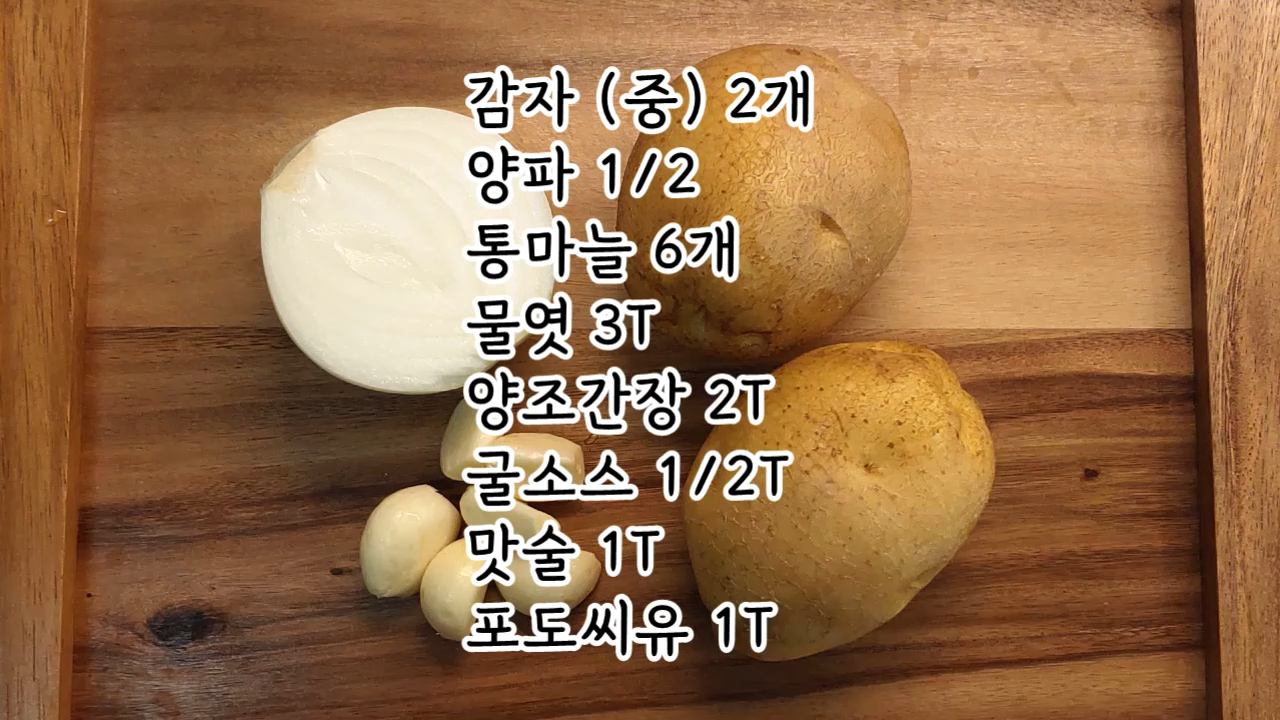 감자 (중) 2개
양파 1/2
통마늘 6개
물엿 3T
양조간장 2T
굴소스 1/2T
맛술 1T
포도씨유 1T